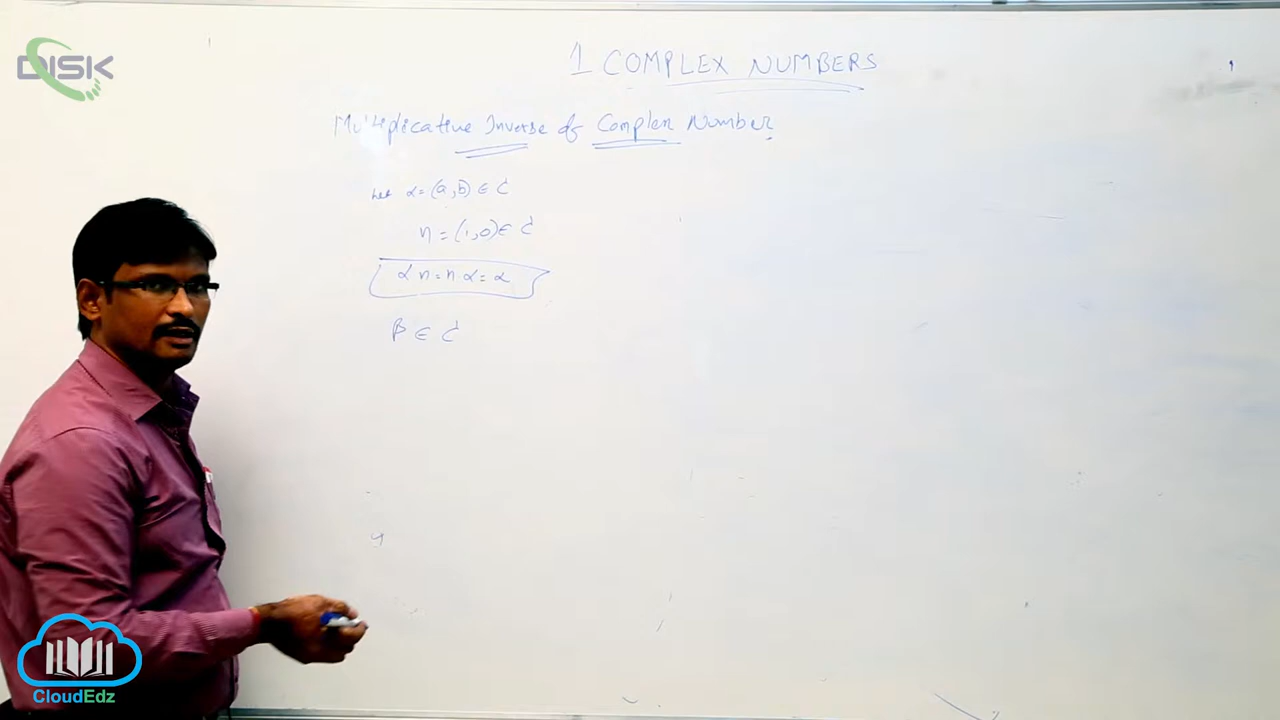 DISK
1 COMPLEX NUMBERS
Multiplicative Inverse of Complex Number
Let α = (a, b) ∈ C
η = (1, 0) ∈ C
α η = η α = α
β ∈ C
CloudEdz